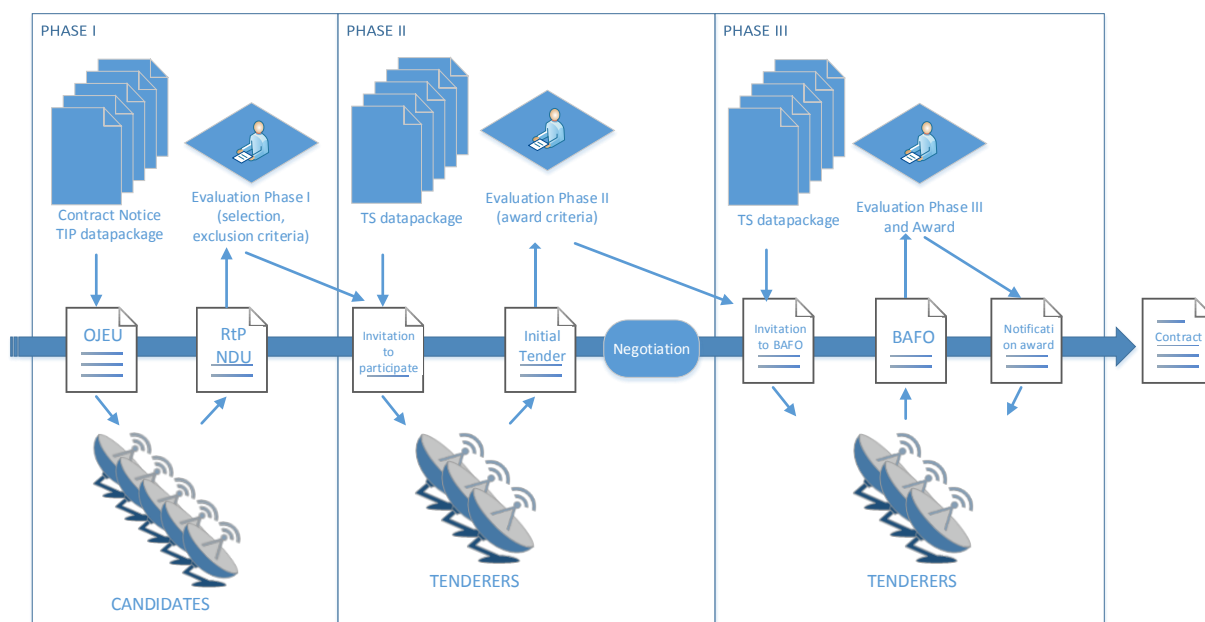 PHASE I
Contract Notice
TIP datapackage
Evaluation Phase I
(selection,
exclusion criteria)
OJEU
RtP
NDU
CANDIDATES
PHASE II
TS datapackage
Evaluation Phase II
(award criteria)
Invitation
to
participate
Initial
Tender
Negotiation
TENDERERS
PHASE III
TS datapackage
Evaluation Phase III
and Award
Invitation
to BAFO
BAFO
Notificati
on award
TENDERERS
Contract